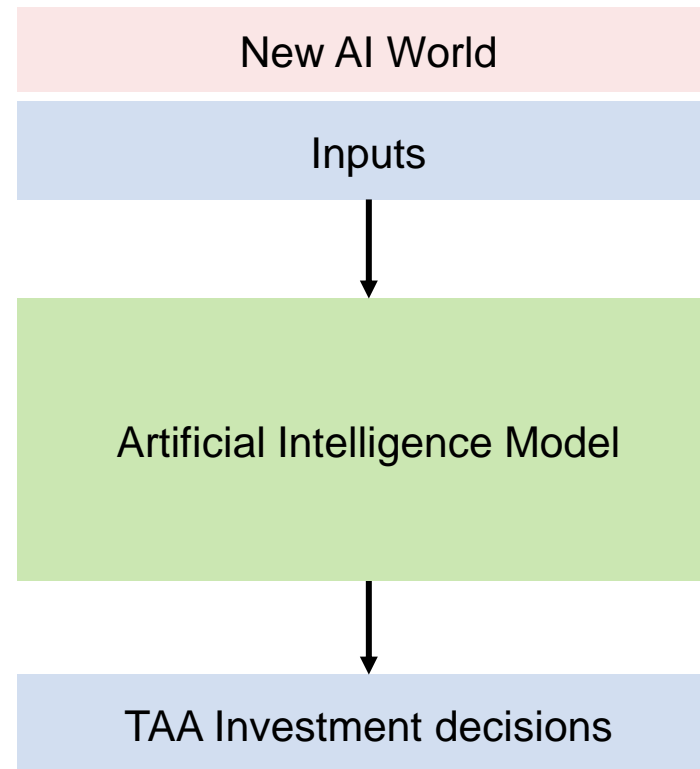 New AI World
Inputs
Artificial Intelligence Model
TAA Investment decisions